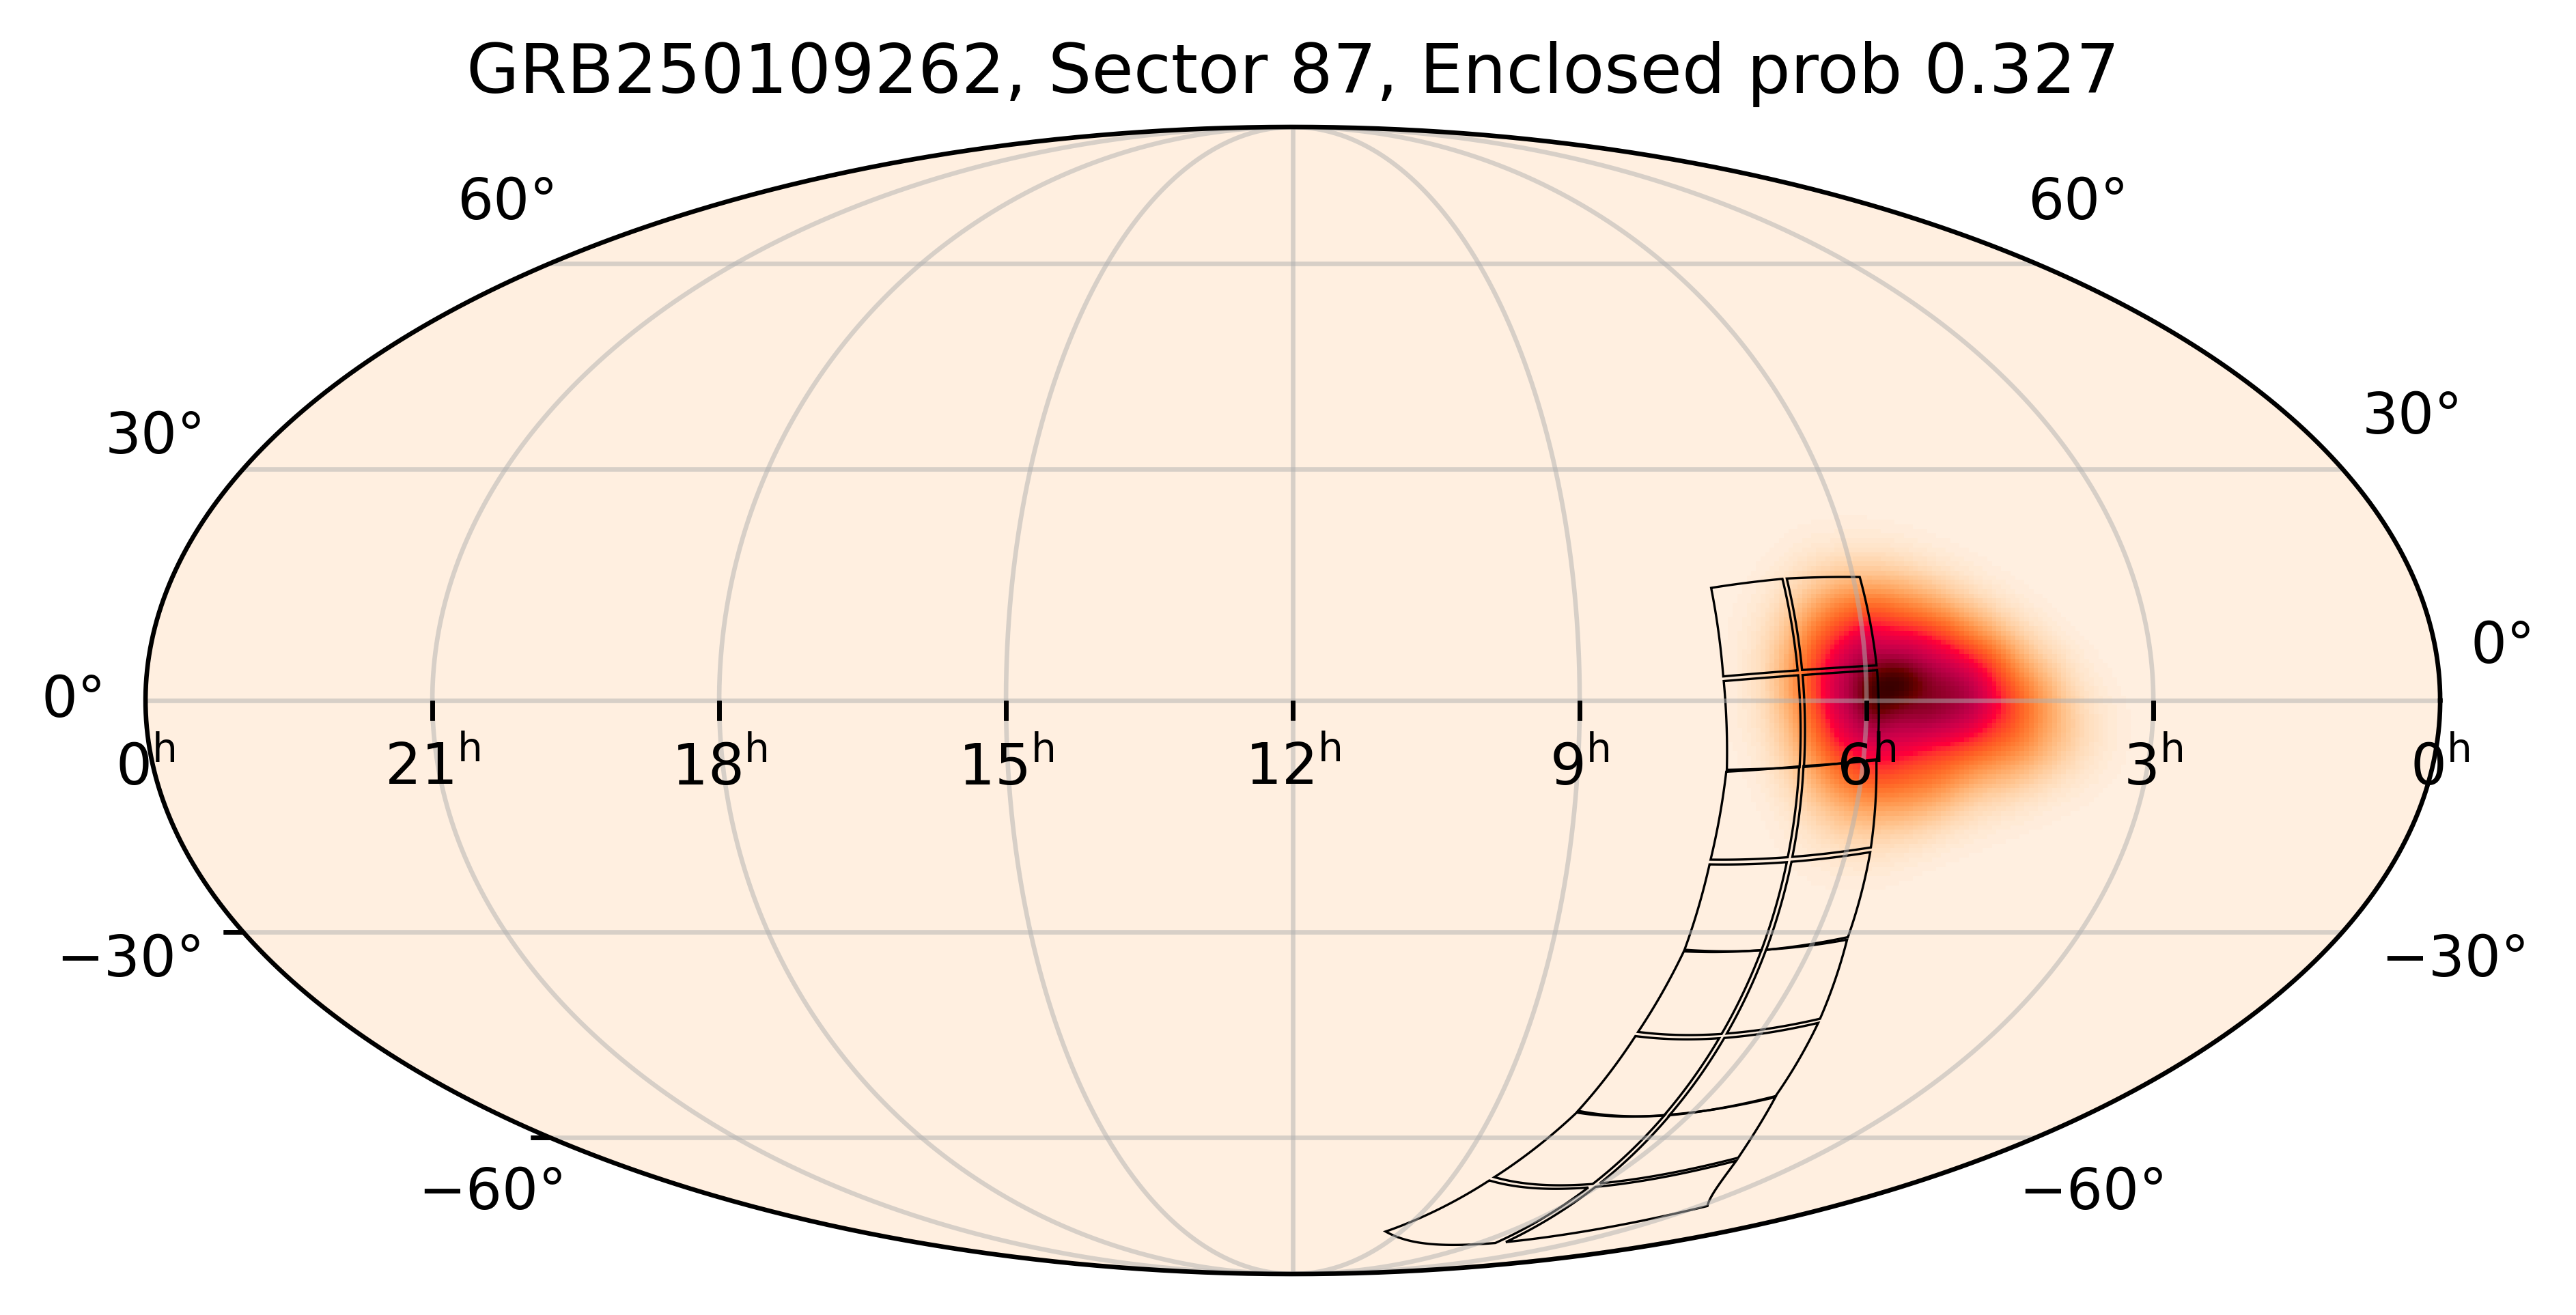 GRB250109262, Sector 87, Enclosed prob 0.327
60° 60°
30° 30°
0° 0°
0ʰ 21ʰ 18ʰ 15ʰ 12ʰ 9ʰ 6ʰ 3ʰ 0ʰ
−30° −30°
−60° −60°